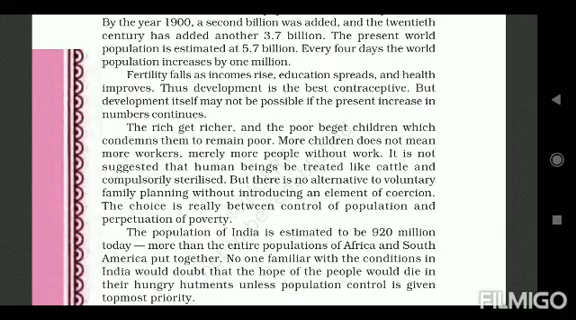 By the year 1900, a second billion was added, and the twentieth
century has added another 3.7 billion. The present world
population is estimated at 5.7 billion. Every four days the world
population increases by one million.
Fertility falls as incomes rise, education spreads, and health
improves. Thus development is the best contraceptive. But
development itself may not be possible if the present increase in
numbers continues.
The rich get richer, and the poor beget children which
condemns them to remain poor. More children does not mean
more workers, merely more people without work. It is not
suggested that human beings be treated like cattle and
compulsorily sterilised. But there is no alternative to voluntary
family planning without introducing an element of coercion.
The choice is really between control of population and
perpetuation of poverty.
The population of India is estimated to be 920 million
today — more than the entire populations of Africa and South
America put together. No one familiar with the conditions in
India would doubt that the hope of the people would die in
their hungry hutments unless population control is given
topmost priority.
FILMIGO